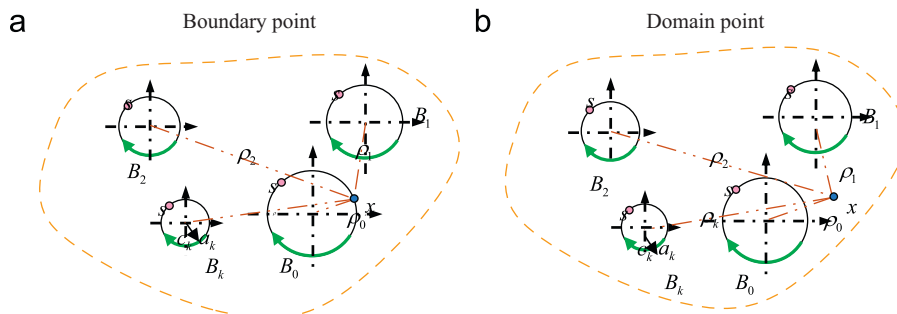 a
Boundary point
s
s
B₁
ρ₂
ρ₁
B₂
s
s
x
ρ₀
cₖ
aₖ
Bₖ
B₀
b
Domain point
s
s
B₁
ρ₂
ρ₁
B₂
s
s
x
ρₖ
ρ₀
cₖ
aₖ
Bₖ
B₀